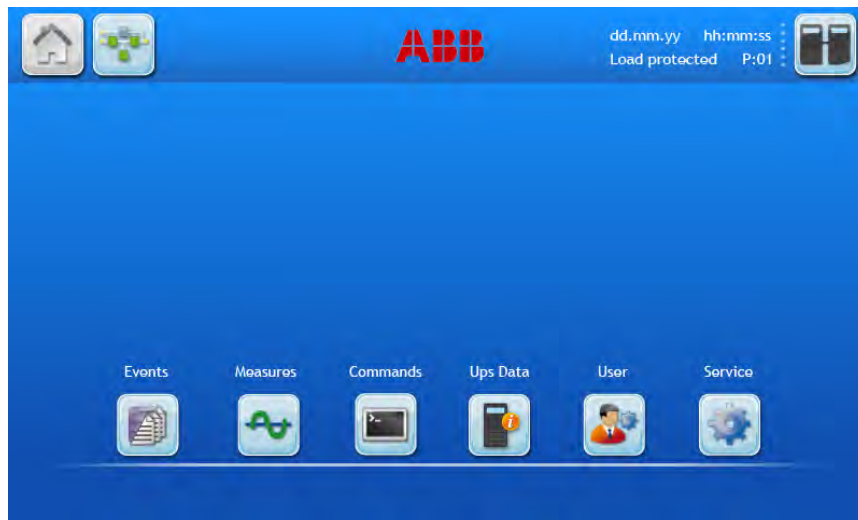 ABB
dd.mm.yy hh:mm:ss
Load protected P:01
Events Measures Commands Ups Data User Service